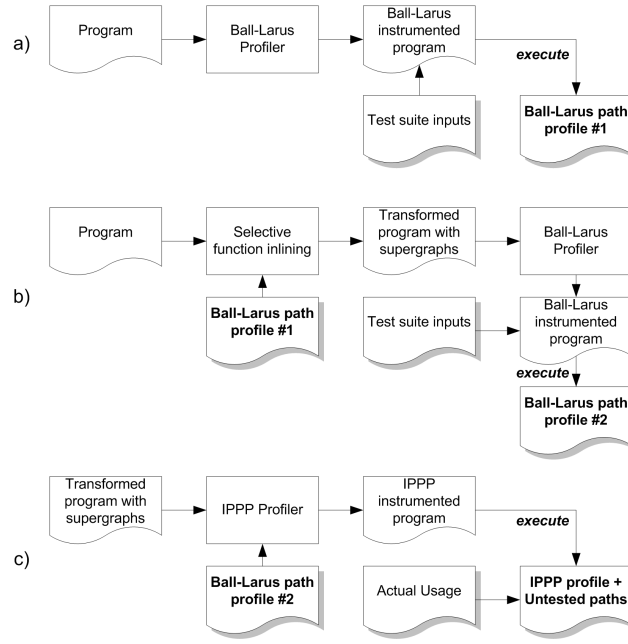 a)
Program
Ball-Larus
Profiler
Ball-Larus
instrumented
program
execute
Test suite inputs
Ball-Larus path
profile #1
b)
Program
Selective
function inlining
Transformed
program with
supergraphs
Ball-Larus
Profiler
Ball-Larus path
profile #1
Test suite inputs
Ball-Larus
instrumented
program
execute
Ball-Larus path
profile #2
c)
Transformed
program with
supergraphs
IPPP Profiler
IPPP
instrumented
program
execute
Ball-Larus path
profile #2
Actual Usage
IPPP profile +
Untested paths